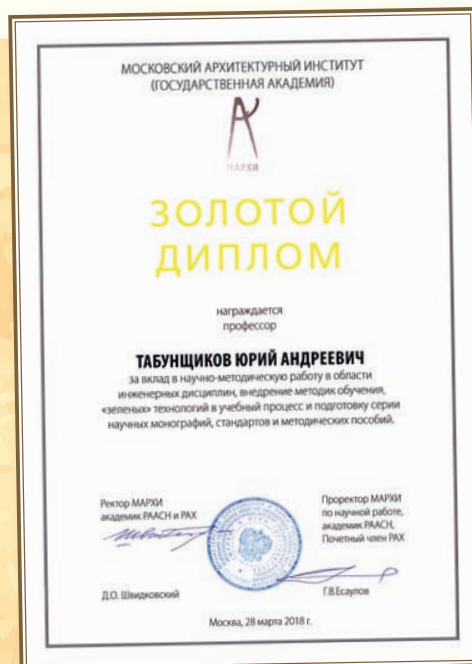 МОСКОВСКИЙ АРХИТЕКТУРНЫЙ ИНСТИТУТ
(ГОСУДАРСТВЕННАЯ АКАДЕМИЯ)
МАРХИ
ЗОЛОТОЙ
ДИПЛОМ
награждается
профессор
ТАБУНЩИКОВ ЮРИЙ АНДРЕЕВИЧ
за вклад в научно-методическую работу в области
инженерных дисциплин, внедрение методик обучения,
«зеленых» технологий в учебный процесс и подготовку серии
научных монографий, стандартов и методических пособий.
Ректор МАРХИ
академик РААСН и РАХ
Д.О. Швидковский
Проректор МАРХИ
по научной работе,
академик РААСН,
Почетный член РАХ
Г.В.Есаулов
Москва, 28 марта 2018 г.